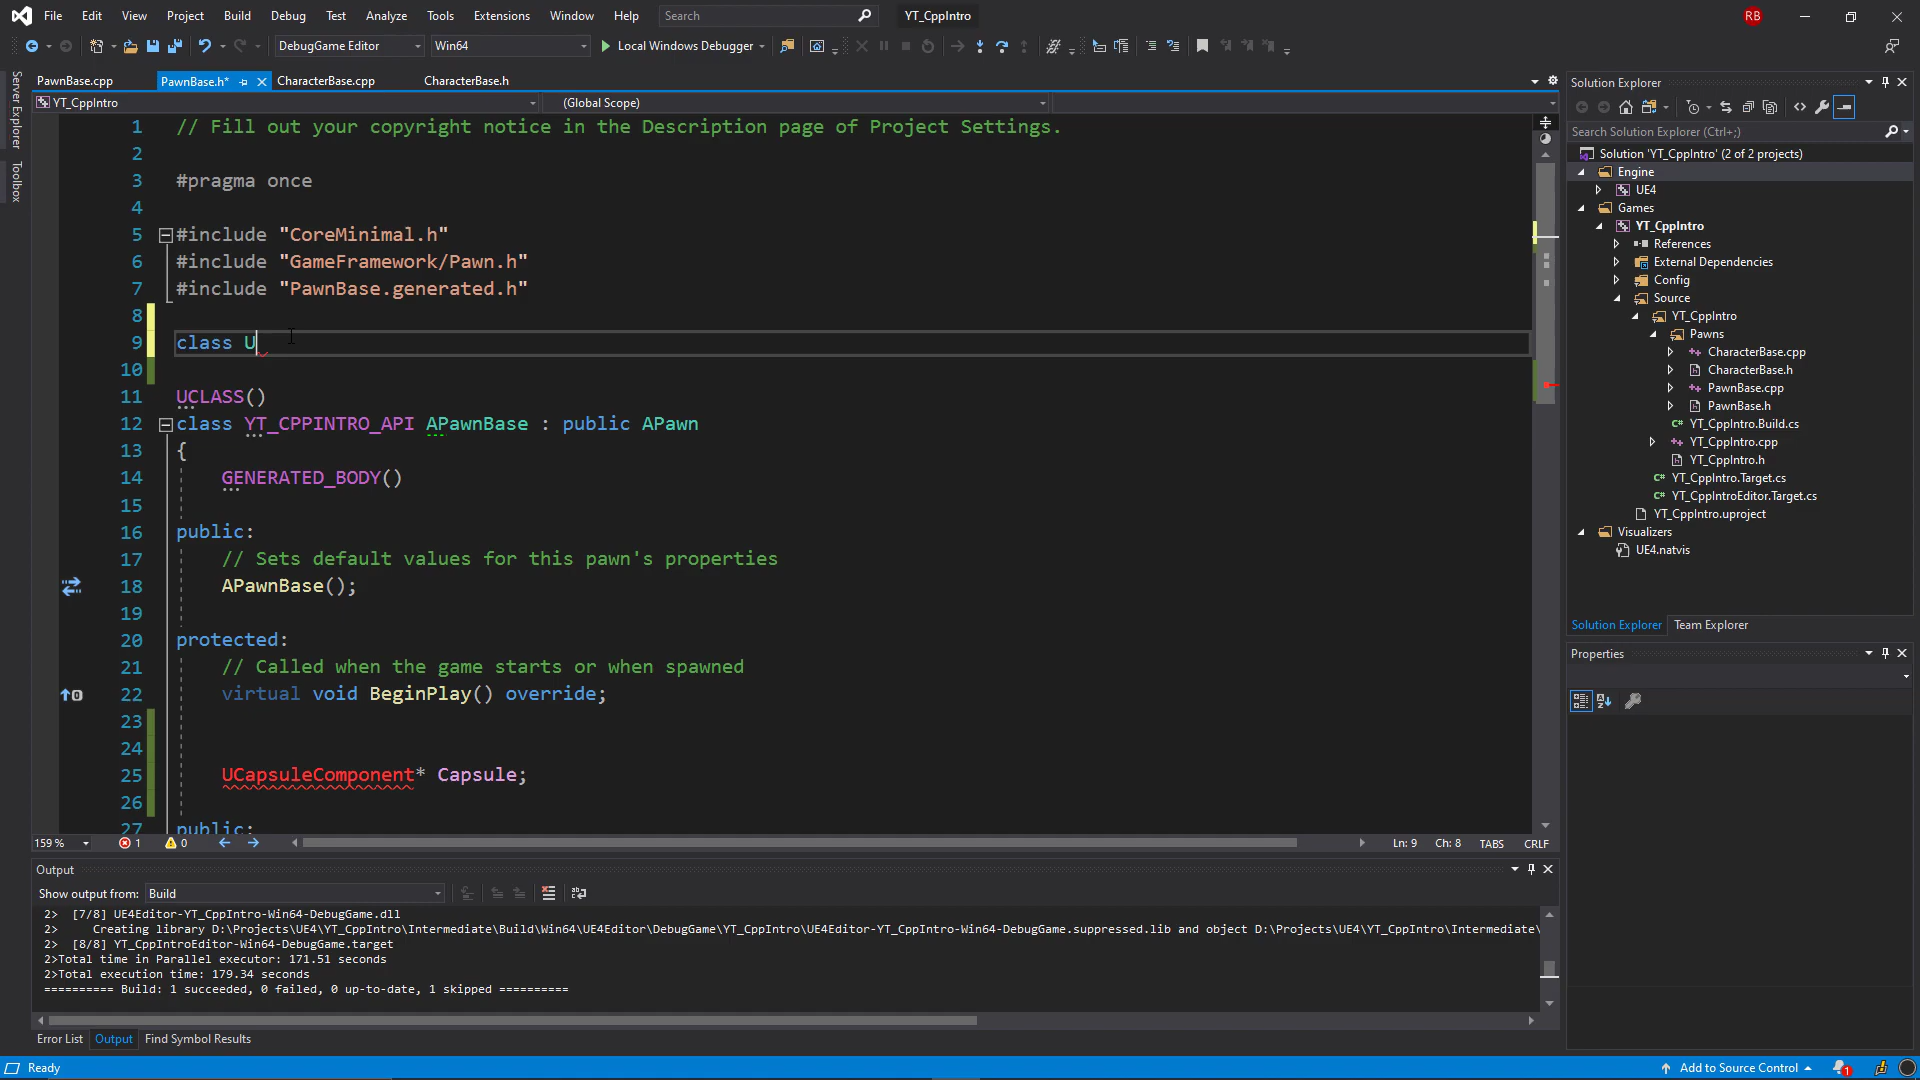 File Edit View Project Build Debug Test Analyze Tools Extensions Window Help Search YT_CppIntro RB
DebugGame Editor Win64 Local Windows Debugger
PawnBase.cpp PawnBase.h* CharacterBase.cpp CharacterBase.h
YT_CppIntro (Global Scope)
Server Explorer
Toolbox
1 // Fill out your copyright notice in the Description page of Project Settings.
2
3 #pragma once
4
5 #include "CoreMinimal.h"
6 #include "GameFramework/Pawn.h"
7 #include "PawnBase.generated.h"
8
9 class U
10
11 UCLASS()
12 class YT_CPPINTRO_API APawnBase : public APawn
13 {
14 GENERATED_BODY()
15
16 public:
17 // Sets default values for this pawn's properties
18 APawnBase();
19
20 protected:
21 // Called when the game starts or when spawned
22 virtual void BeginPlay() override;
23
24
25 UCapsuleComponent* Capsule;
26
27 public:
159 % 1 0 Ln: 9 Ch: 8 TABS CRLF
Output
Show output from: Build
2> [7/8] UE4Editor-YT_CppIntro-Win64-DebugGame.dll
2> Creating library D:\Projects\UE4\YT_CppIntro\Intermediate\Build\Win64\UE4Editor\DebugGame\YT_CppIntro\UE4Editor-YT_CppIntro-Win64-DebugGame.suppressed.lib and object D:\Projects\UE4\YT_CppIntro\Intermediate\
2> [8/8] YT_CppIntroEditor-Win64-DebugGame.target
2>Total time in Parallel executor: 171.51 seconds
2>Total execution time: 179.34 seconds
========== Build: 1 succeeded, 0 failed, 0 up-to-date, 1 skipped ==========
Error List Output Find Symbol Results
Ready Add to Source Control 1
Solution Explorer
Search Solution Explorer (Ctrl+;)
Solution 'YT_CppIntro' (2 of 2 projects)
Engine
UE4
Games
YT_CppIntro
References
External Dependencies
Config
Source
YT_CppIntro
Pawns
CharacterBase.cpp
CharacterBase.h
PawnBase.cpp
PawnBase.h
YT_CppIntro.Build.cs
YT_CppIntro.cpp
YT_CppIntro.h
YT_CppIntro.Target.cs
YT_CppIntroEditor.Target.cs
YT_CppIntro.uproject
Visualizers
UE4.natvis
Solution Explorer Team Explorer
Properties